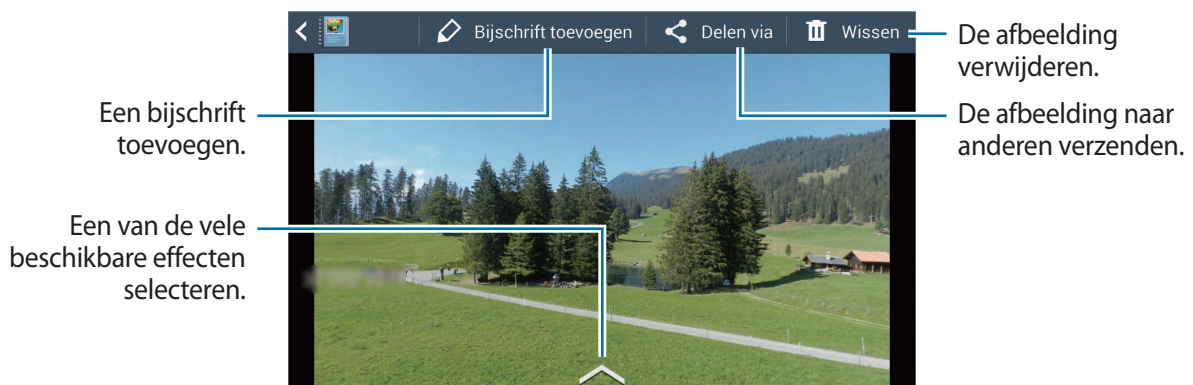 Bijschrift toevoegen
Delen via
Wissen
De afbeelding
verwijderen.
Een bijschrift
toevoegen.
De afbeelding naar
anderen verzenden.
Een van de vele
beschikbare effecten
selecteren.